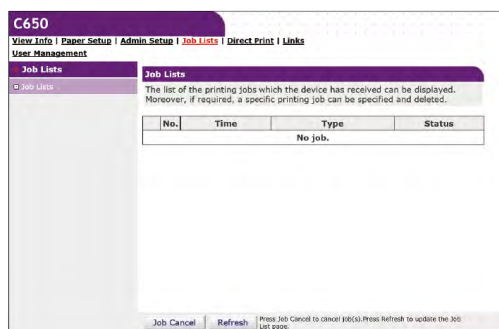 C650
View Info | Paper Setup | Admin Setup | Job Lists | Direct Print | Links
User Management
Job Lists
Job Lists
Job Lists
The list of the printing jobs which the device has received can be displayed.
Moreover, if required, a specific printing job can be specified and deleted.
No. Time Type Status
No job.
Job Cancel Refresh Press Job Cancel to cancel job(s).Press Refresh to update the Job
List page.